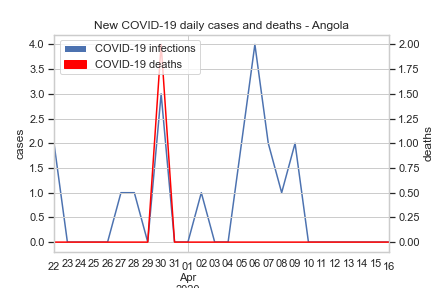 New COVID-19 daily cases and deaths - Angola
COVID-19 infections
COVID-19 deaths
4.0
3.5
3.0
2.5
2.0
1.5
1.0
0.5
0.0
cases
2.00
1.75
1.50
1.25
1.00
0.75
0.50
0.25
0.00
deaths
22 23 24 25 26 27 28 29 30 31 01 02 03 04 05 06 07 08 09 10 11 12 13 14 15 16
Apr
2020